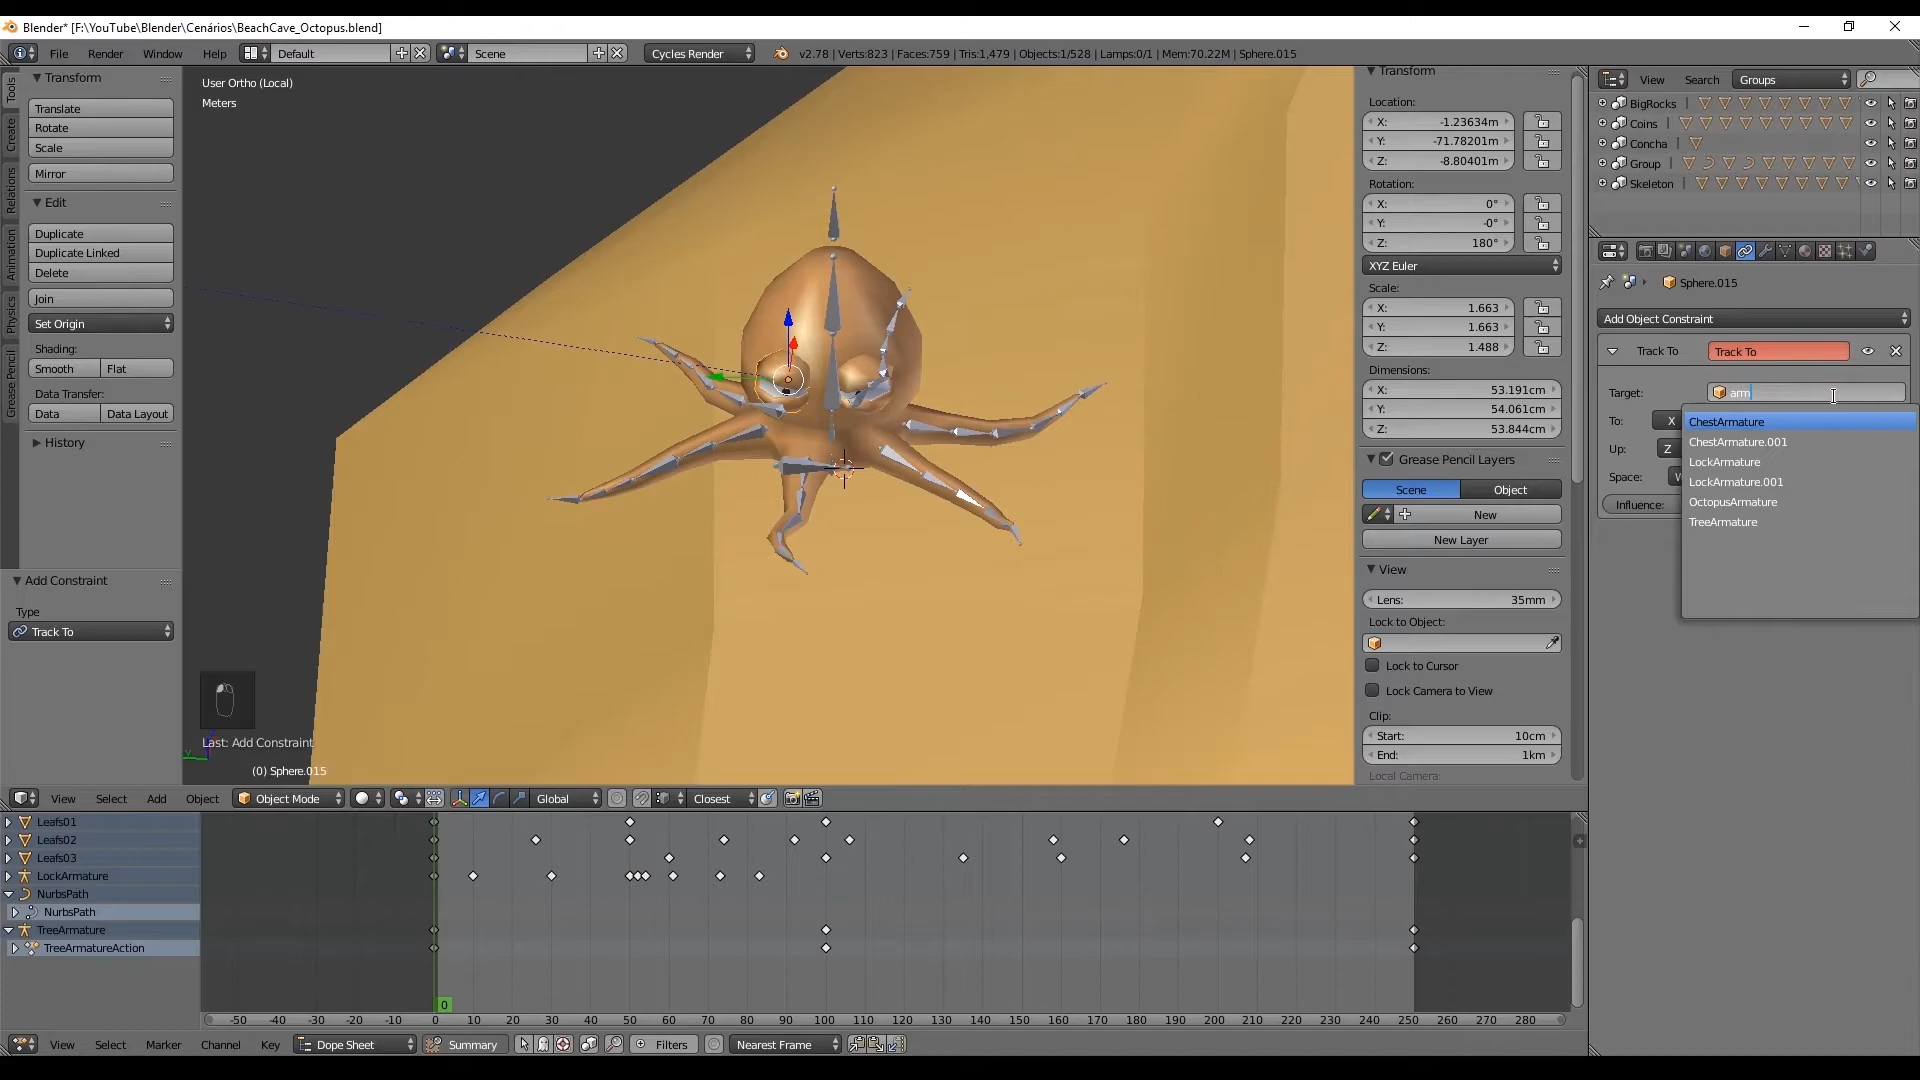 Blender* [F:\YouTube\Blender\Cenários\BeachCave_Octopus.blend]
File Render Window Help Default Scene Cycles Render v2.78 | Verts:823 | Faces:759 | Tris:1,479 | Objects:1/528 | Lamps:0/1 | Mem:70.22M | Sphere.015
Tools
Create
Relations
Animation
Physics
Grease Pencil
Transform
Translate
Rotate
Scale
Mirror
Edit
Duplicate
Duplicate Linked
Delete
Join
Set Origin
Shading:
Smooth Flat
Data Transfer:
Data Data Layout
History
Add Constraint
Type
Track To
User Ortho (Local)
Meters
Last: Add Constraint
(0) Sphere.015
Transform
Location:
X: -1.23634m
Y: -71.78201m
Z: -8.80401m
Rotation:
X: 0°
Y: -0°
Z: 180°
XYZ Euler
Scale:
X: 1.663
Y: 1.663
Z: 1.488
Dimensions:
X: 53.191cm
Y: 54.061cm
Z: 53.844cm
Grease Pencil Layers
Scene Object
New
New Layer
View
Lens: 35mm
Lock to Object:
Lock to Cursor
Lock Camera to View
Clip:
Start: 10cm
End: 1km
Local Camera:
View Search Groups
BigRocks
Coins
Concha
Group
Skeleton
Sphere.015
Add Object Constraint
Track To Track To
Target: arm
To: X
Up: Z
Space: W
Influence:
ChestArmature
ChestArmature.001
LockArmature
LockArmature.001
OctopusArmature
TreeArmature
View Select Add Object Object Mode Global Closest
Leafs01
Leafs02
Leafs03
LockArmature
NurbsPath
NurbsPath
TreeArmature
TreeArmatureAction
0
-50 -40 -30 -20 -10 0 10 20 30 40 50 60 70 80 90 100 110 120 130 140 150 160 170 180 190 200 210 220 230 240 250 260 270 280
View Select Marker Channel Key Dope Sheet Summary Filters Nearest Frame